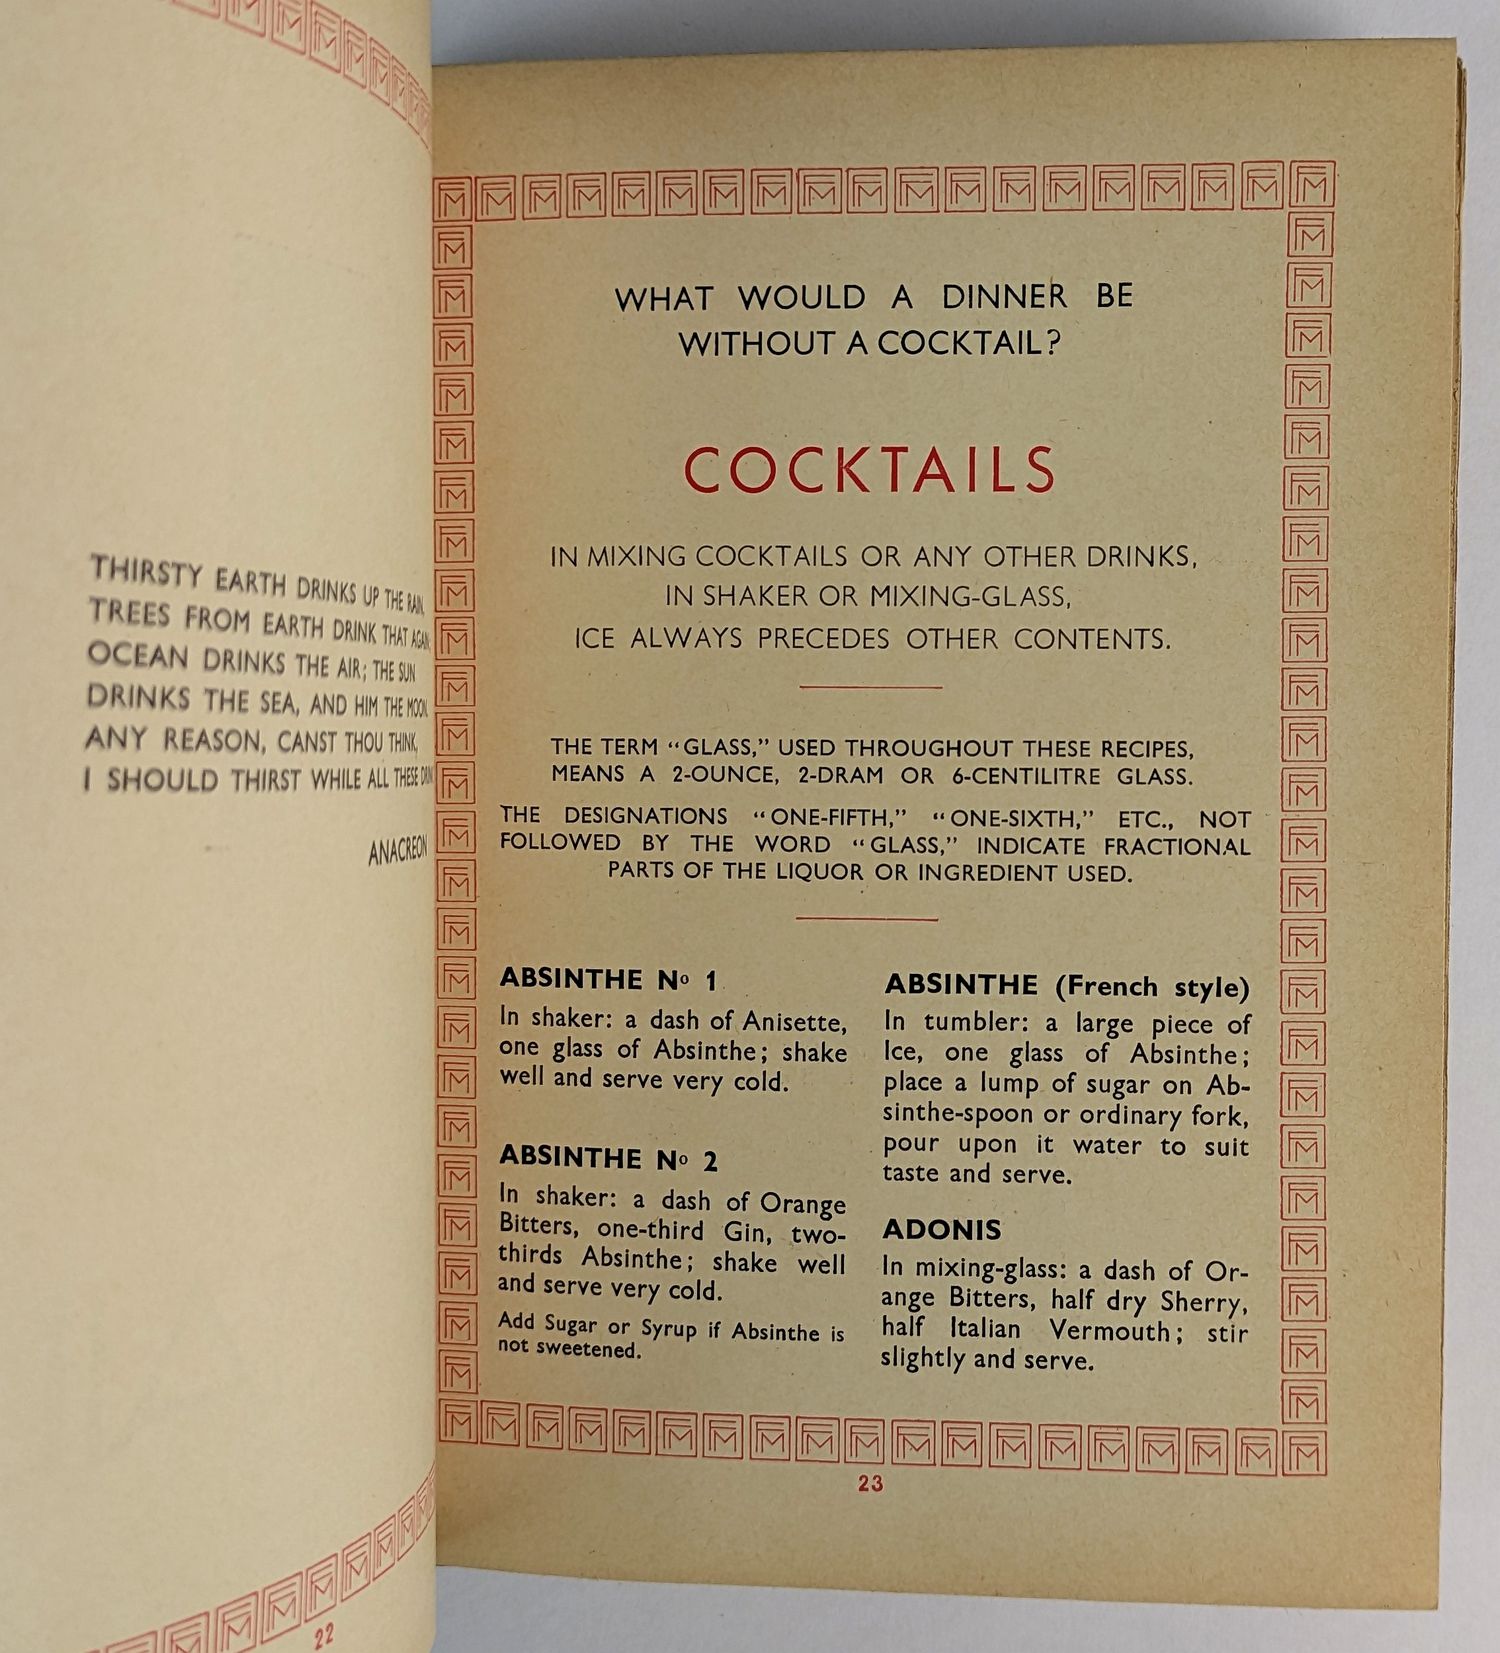 THIRSTY EARTH DRINKS UP THE RAIN,
TREES FROM EARTH DRINK THAT AGAIN,
OCEAN DRINKS THE AIR; THE SUN
DRINKS THE SEA, AND HIM THE MOON.
ANY REASON, CANST THOU THINK,
I SHOULD THIRST WHILE ALL THESE
ANACREON
22
WHAT WOULD A DINNER BE
WITHOUT A COCKTAIL?
COCKTAILS
IN MIXING COCKTAILS OR ANY OTHER DRINKS,
IN SHAKER OR MIXING-GLASS,
ICE ALWAYS PRECEDES OTHER CONTENTS.
THE TERM “GLASS,” USED THROUGHOUT THESE RECIPES,
MEANS A 2-OUNCE, 2-DRAM OR 6-CENTILITRE GLASS.
THE DESIGNATIONS “ONE-FIFTH,” “ONE-SIXTH,” ETC., NOT
FOLLOWED BY THE WORD “GLASS,” INDICATE FRACTIONAL
PARTS OF THE LIQUOR OR INGREDIENT USED.
ABSINTHE Nº 1
In shaker: a dash of Anisette,
one glass of Absinthe; shake
well and serve very cold.
ABSINTHE Nº 2
In shaker: a dash of Orange
Bitters, one-third Gin, two-
thirds Absinthe; shake well
and serve very cold.
Add Sugar or Syrup if Absinthe is
not sweetened.
ABSINTHE (French style)
In tumbler: a large piece of
Ice, one glass of Absinthe;
place a lump of sugar on Ab-
sinthe-spoon or ordinary fork,
pour upon it water to suit
taste and serve.
ADONIS
In mixing-glass: a dash of Or-
ange Bitters, half dry Sherry,
half Italian Vermouth; stir
slightly and serve.
23